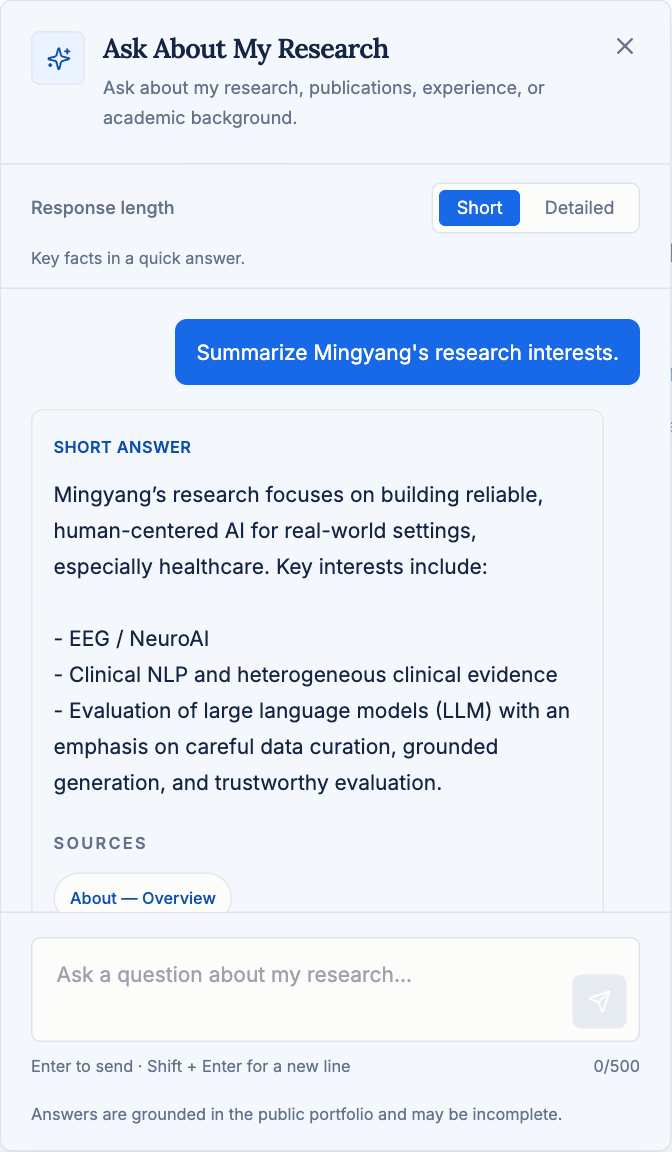 Ask About My Research
Ask about my research, publications, experience, or
academic background.
Response length
Short
Detailed
Key facts in a quick answer.
Summarize Mingyang's research interests.
SHORT ANSWER
Mingyang’s research focuses on building reliable,
human-centered AI for real-world settings,
especially healthcare. Key interests include:
- EEG / NeuroAI
- Clinical NLP and heterogeneous clinical evidence
- Evaluation of large language models (LLM) with an
emphasis on careful data curation, grounded
generation, and trustworthy evaluation.
SOURCES
About — Overview
Ask a question about my research...
Enter to send · Shift + Enter for a new line
0/500
Answers are grounded in the public portfolio and may be incomplete.